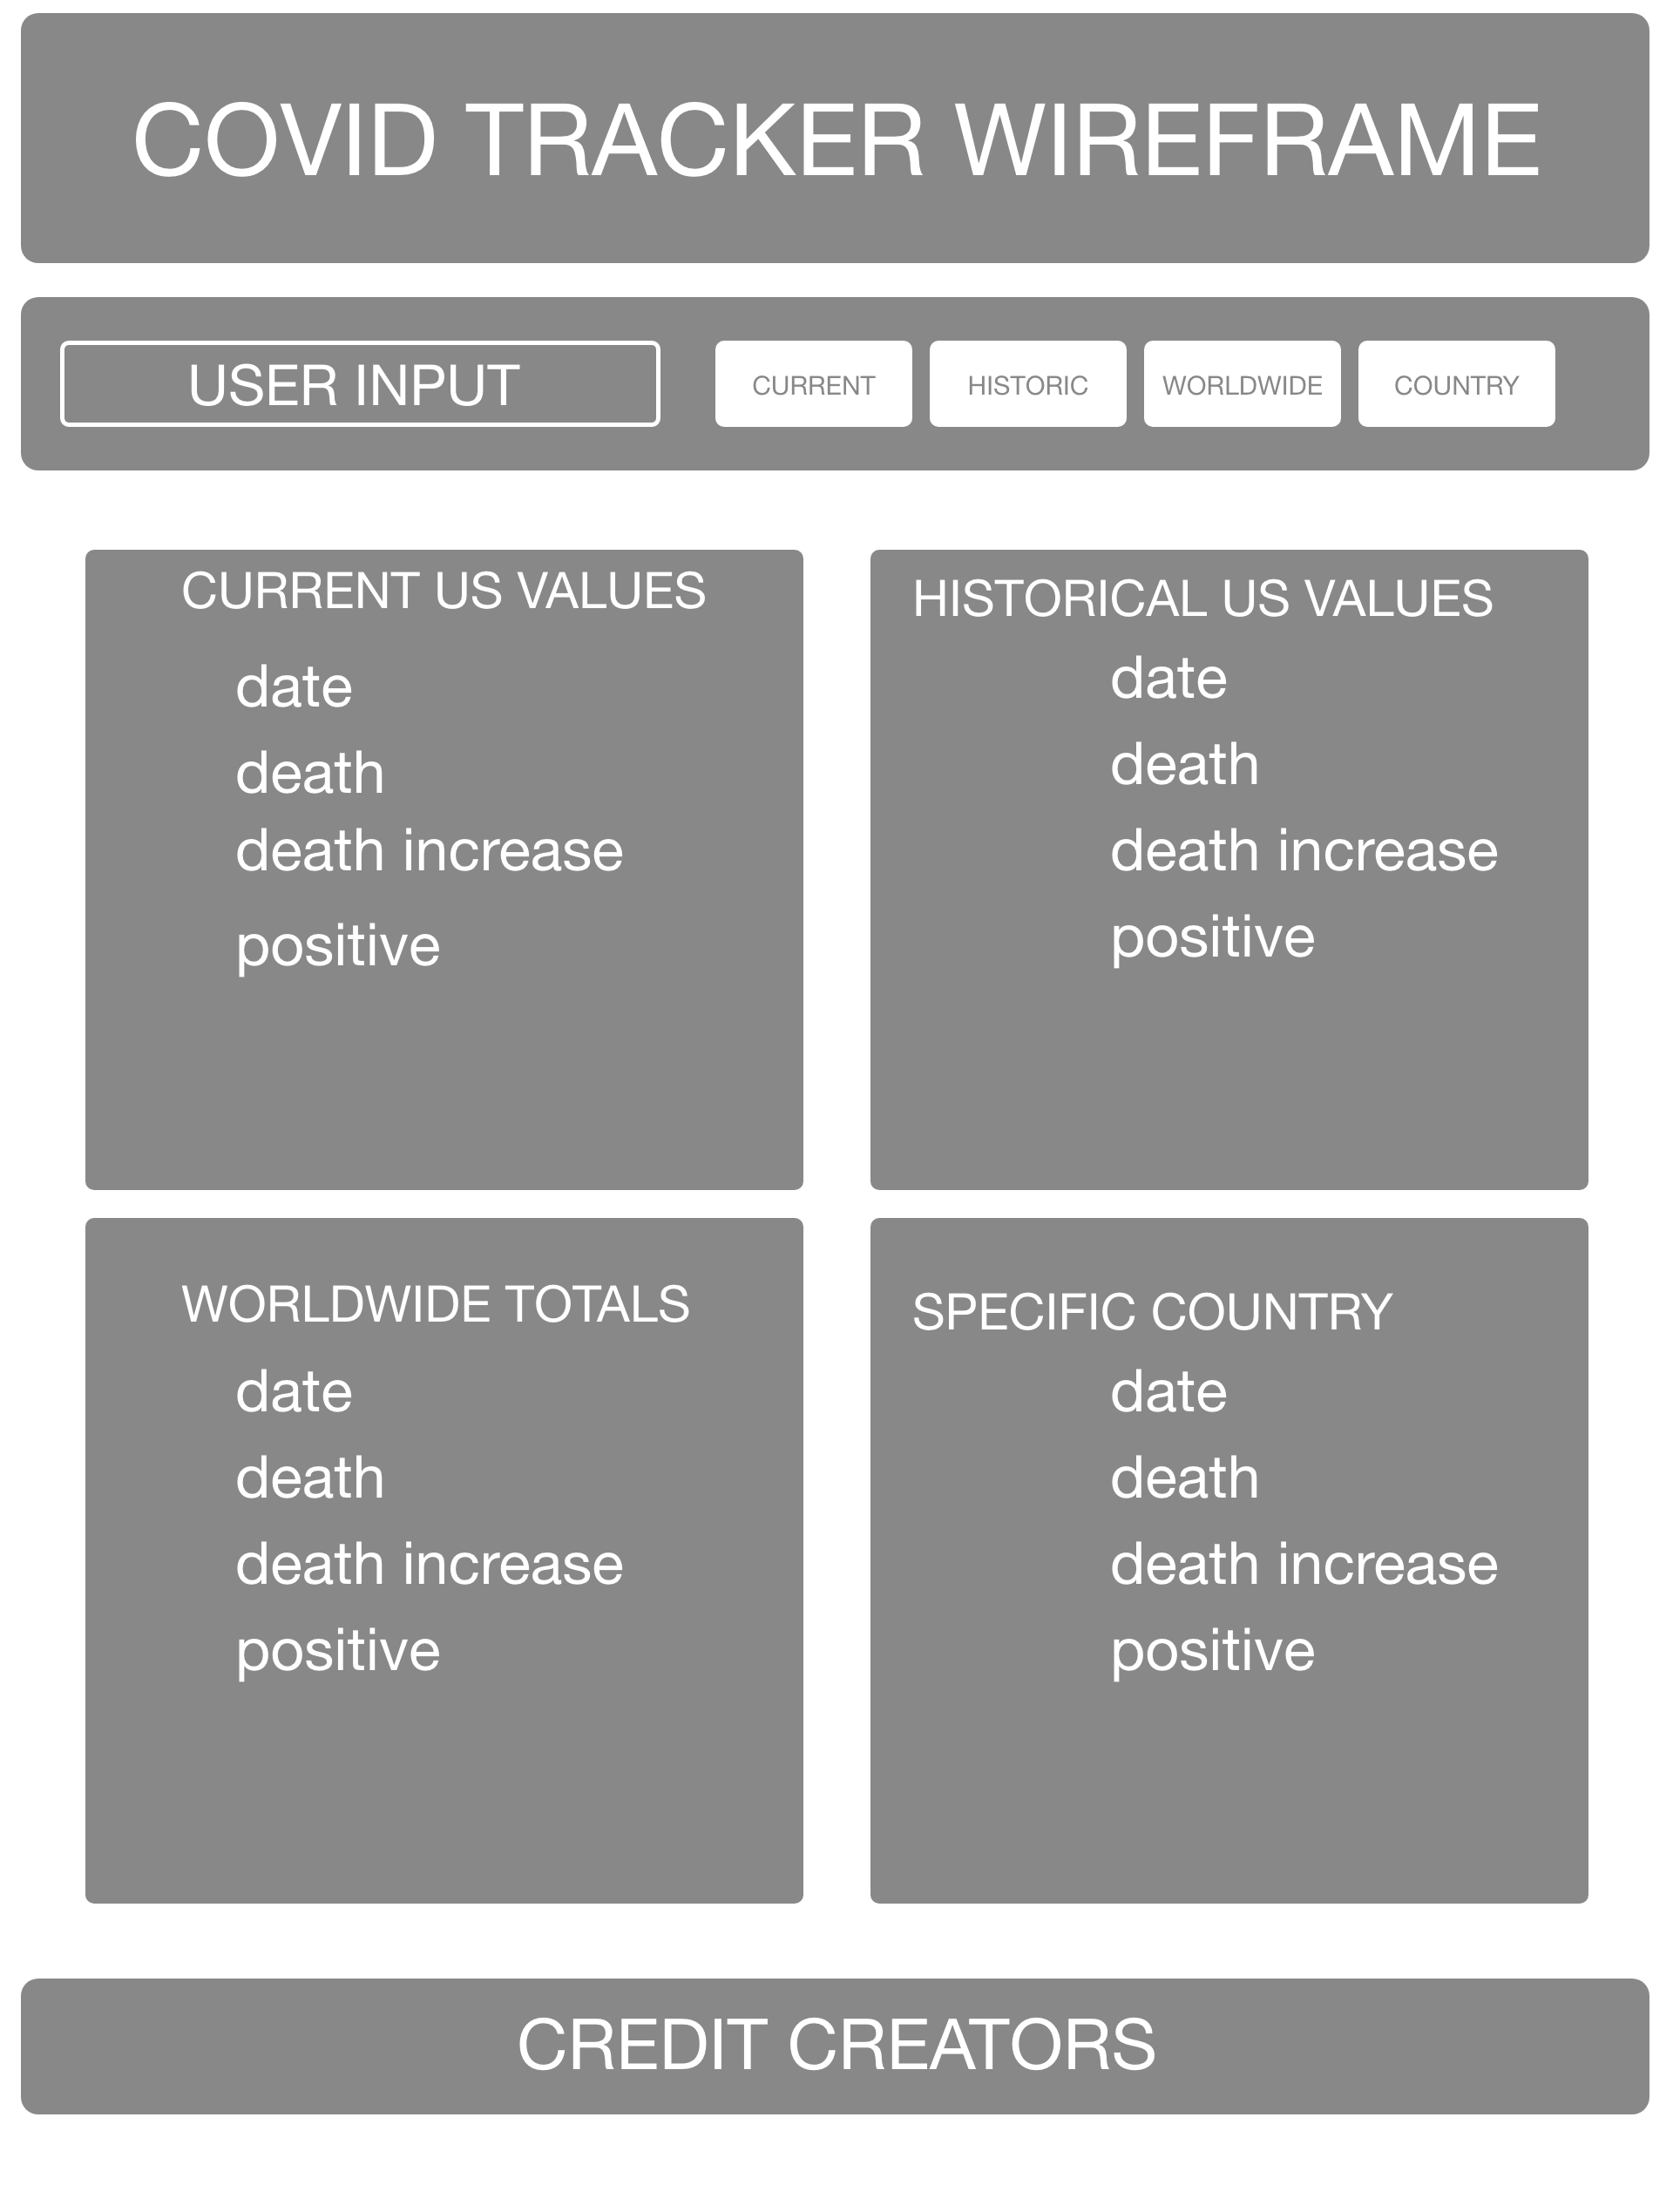 COVID TRACKER WIREFRAME
USER INPUT
CURRENT
HISTORIC
WORLDWIDE
COUNTRY
CURRENT US VALUES
date
death
death increase
positive
HISTORICAL US VALUES
date
death
death increase
positive
WORLDWIDE TOTALS
date
death
death increase
positive
SPECIFIC COUNTRY
date
death
death increase
positive
CREDIT CREATORS